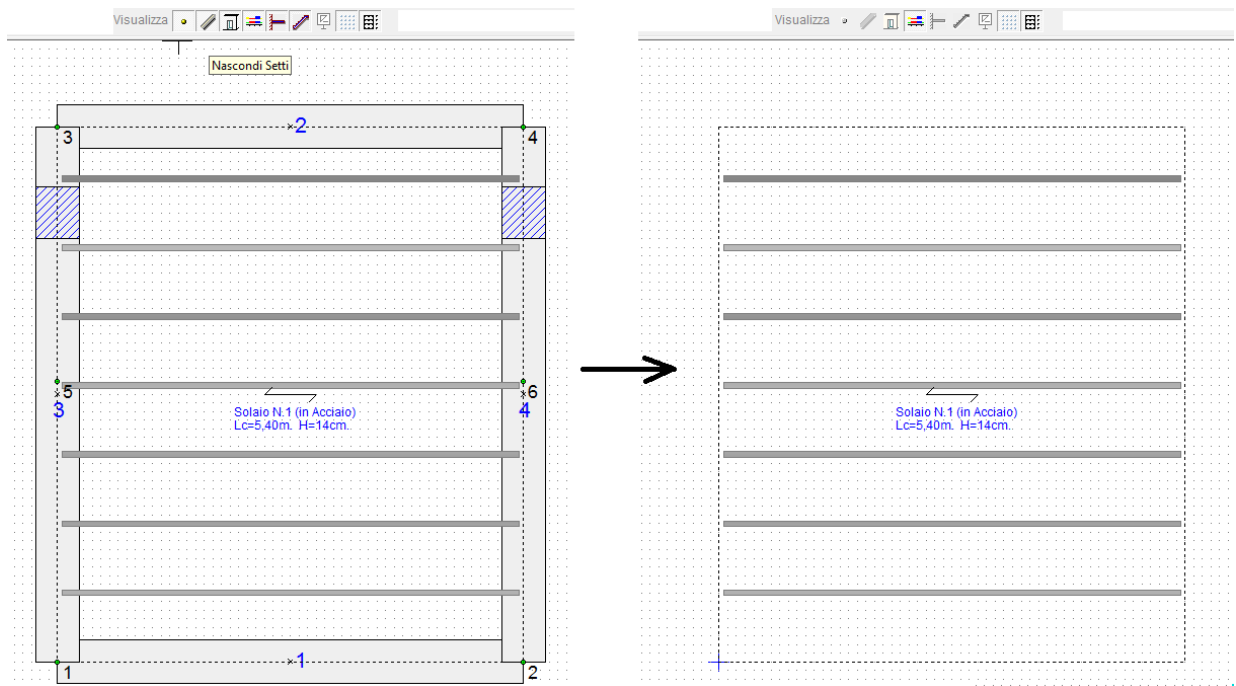 Visualizza
Nascondi Setti
2
3
4
5
6
3
4
Solaio N.1 (in Acciaio)
Lc=5,40m. H=14cm.
1
1
2
Visualizza
Solaio N.1 (in Acciaio)
Lc=5,40m. H=14cm.